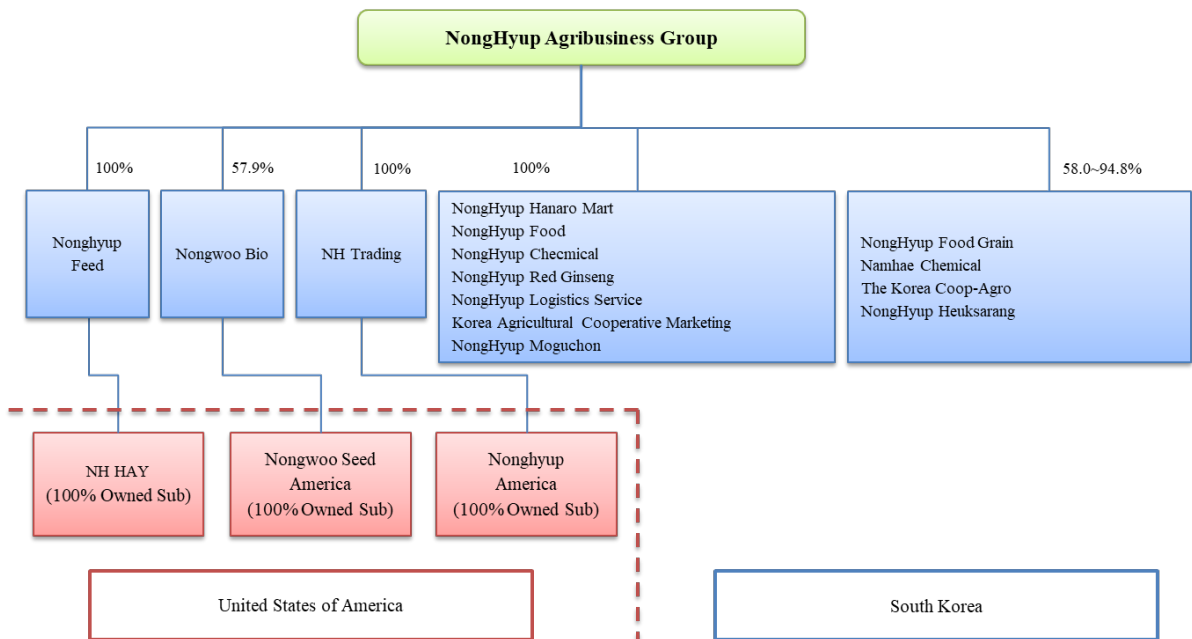 NongHyup Agribusiness Group
100%
57.9%
100%
100%
58.0~94.8%
Nonghyup
Feed
Nongwoo Bio
NH Trading
NongHyup Hanaro Mart
NongHyup Food
NongHyup Checmical
NongHyup Red Ginseng
NongHyup Logistics Service
Korea Agricultural Cooperative Marketing
NongHyup Moguchon
NongHyup Food Grain
Namhae Chemical
The Korea Coop-Agro
NongHyup Heuksarang
NH HAY
(100% Owned Sub)
Nongwoo Seed
America
(100% Owned Sub)
Nonghyup
America
(100% Owned Sub)
United States of America
South Korea